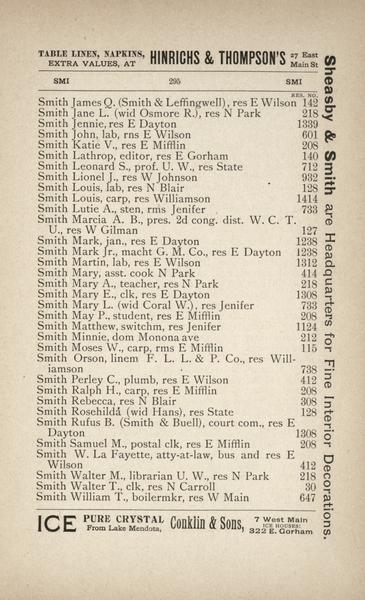 TABLE LINEN, NAPKINS, EXTRA VALUES, AT HINRICHS & THOMPSON'S 27 East Main St
SMI 295 SMI
RES. NO.
Smith James Q. (Smith & Leffingwell), res E Wilson 142
Smith Jane L. (wid Osmore R.), res N Park 218
Smith Jennie, res E Dayton 1339
Smith John, lab, rns E Wilson 601
Smith Katie V., res E Mifflin 208
Smith Lathrop, editor, res E Gorham 140
Smith Leonard S., prof. U. W., res State 712
Smith Lionel J., res W Johnson 932
Smith Louis, lab, res N Blair 128
Smith Louis, carp, res Williamson 1414
Smith Lutie A., sten, rms Jenifer 733
Smith Marcia A. B., pres. 2d cong. dist. W. C. T.
U., res W Gilman 127
Smith Mark, jan., res E Dayton 1238
Smith Mark Jr., macht G. M. Co., res E Dayton 1238
Smith Martin, lab, res E Wilson 1312
Smith Mary, asst. cook N Park 414
Smith Mary A., teacher, res N Park 218
Smith Mary E., clk, res E Dayton 1308
Smith Mary L. (wid Coral W.), res Jenifer 733
Smith May P., student, res E Mifflin 208
Smith Matthew, switchm, res Jenifer 1124
Smith Minnie, dom Monona ave 212
Smith Moses W., carp, rms E Mifflin 115
Smith Orson, linem F. L. L. & P. Co., res Will-
iamson 738
Smith Perley C., plumb, res E Wilson 412
Smith Ralph H., carp, res E Mifflin 208
Smith Rebecca, res N Blair 308
Smith Rosehilda (wid Hans), res State 128
Smith Rufus B. (Smith & Buell), court com., res E
Dayton 1308
Smith Samuel M., postal clk, res E Mifflin 208
Smith W. La Fayette, atty-at-law, bus and res E
Wilson 412
Smith Walter M., librarian U. W., res N Park 218
Smith Walter T., clk, res N Carroll 30
Smith William T., boilermkr, res W Main 647
ICE PURE CRYSTAL From Lake Mendota, Conklin & Sons, 7 West Main ICE HOUSES: 322 E. Gorham
Sheasby & Smith are Headquarters for Fine Interior Decorations.